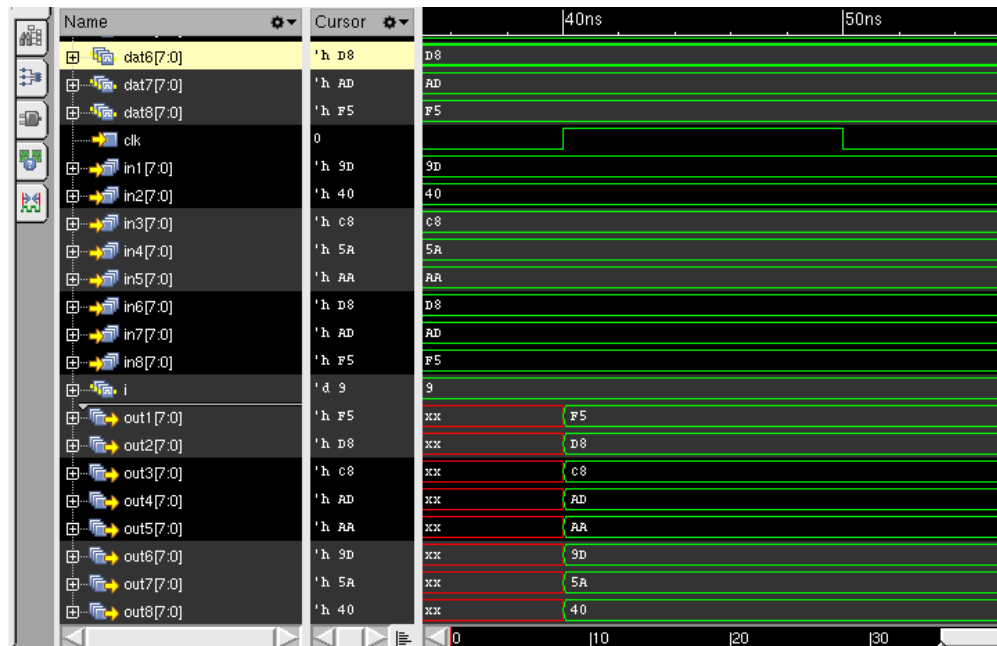 Name Cursor 40ns 50ns
dat6[7:0] 'h D8 D8
dat7[7:0] 'h AD AD
dat8[7:0] 'h F5 F5
clk 0
in1[7:0] 'h 9D 9D
in2[7:0] 'h 40 40
in3[7:0] 'h C8 C8
in4[7:0] 'h 5A 5A
in5[7:0] 'h AA AA
in6[7:0] 'h D8 D8
in7[7:0] 'h AD AD
in8[7:0] 'h F5 F5
i 'd 9 9
out1[7:0] 'h F5 xx F5
out2[7:0] 'h D8 xx D8
out3[7:0] 'h C8 xx C8
out4[7:0] 'h AD xx AD
out5[7:0] 'h AA xx AA
out6[7:0] 'h 9D xx 9D
out7[7:0] 'h 5A xx 5A
out8[7:0] 'h 40 xx 40
0 10 20 30